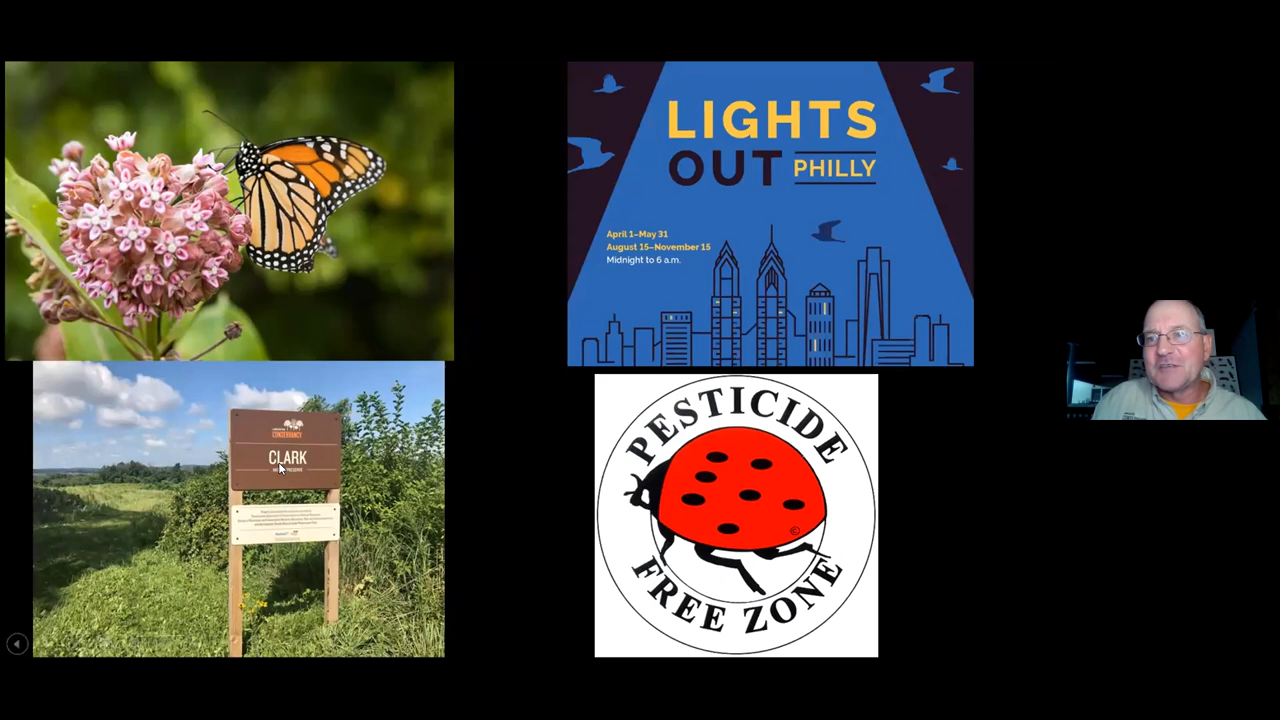 LIGHTS
OUT PHILLY
April 1–May 31
August 15–November 15
Midnight to 6 a.m.
CONSERVANCY
CLARK
PRESERVE
PESTICIDE
FREE ZONE
©